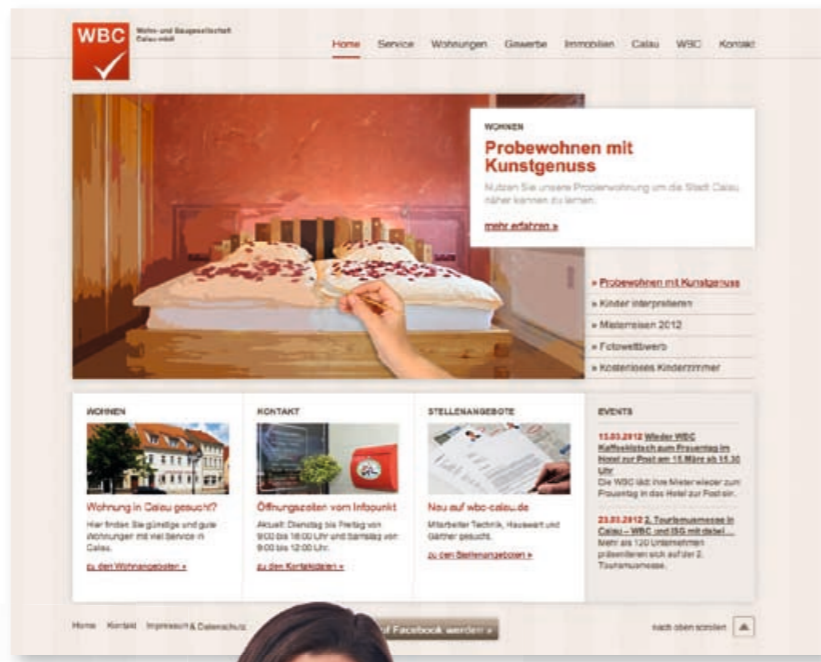 WBC
Wohn- und Baugesellschaft
Calau mbH
Home Service Wohnungen Gewerbe Immobilien Calau WBC Kontakt
WOHNEN
Probewohnen mit
Kunstgenuss
Nutzen Sie unsere Probierwohnung um die Stadt Calau
näher kennen zu lernen.
mehr erfahren »
» Probewohnen mit Kunstgenuss
» Kinder interpretieren
» Mieterreisen 2012
» Fotowettbwerb
» Kostenloses Kinderzimmer
WOHNEN
Wohnung in Calau gesucht?
Hier finden Sie günstige und gute
Wohnungen mit viel Service in
Calau.
zu den Wohnangeboten »
KONTAKT
Öffnungszeiten vom Infopunkt
Aktuell: Dienstag bis Freitag von
9:00 bis 18:00 Uhr und Samstag von
9:00 bis 12:00 Uhr.
zu den Kontaktdaten »
STELLENANGEBOTE
Neu auf wbc-calau.de
Mitarbeiter Technik, Hauswart und
Gärtner gesucht.
zu den Stellenangeboten »
EVENTS
13.03.2012 Wieder WBC
Kaffeeklatsch zum Frauentag im
Hotel zur Post am 15.März ab 15.30
Uhr
Die WBC lädt ihre Mieter wieder zum
Frauentag in das Hotel zur Post ein.
23.03.2012 2. Tourismusmesse in
Calau – WBC und ISG mit dabei ...
Mehr als 120 Unternehmen
präsentieren sich auf der 2.
Tourismusmesse.
Home Kontakt Impressum & Datenschutz
Facebook werden »
nach oben scrollen